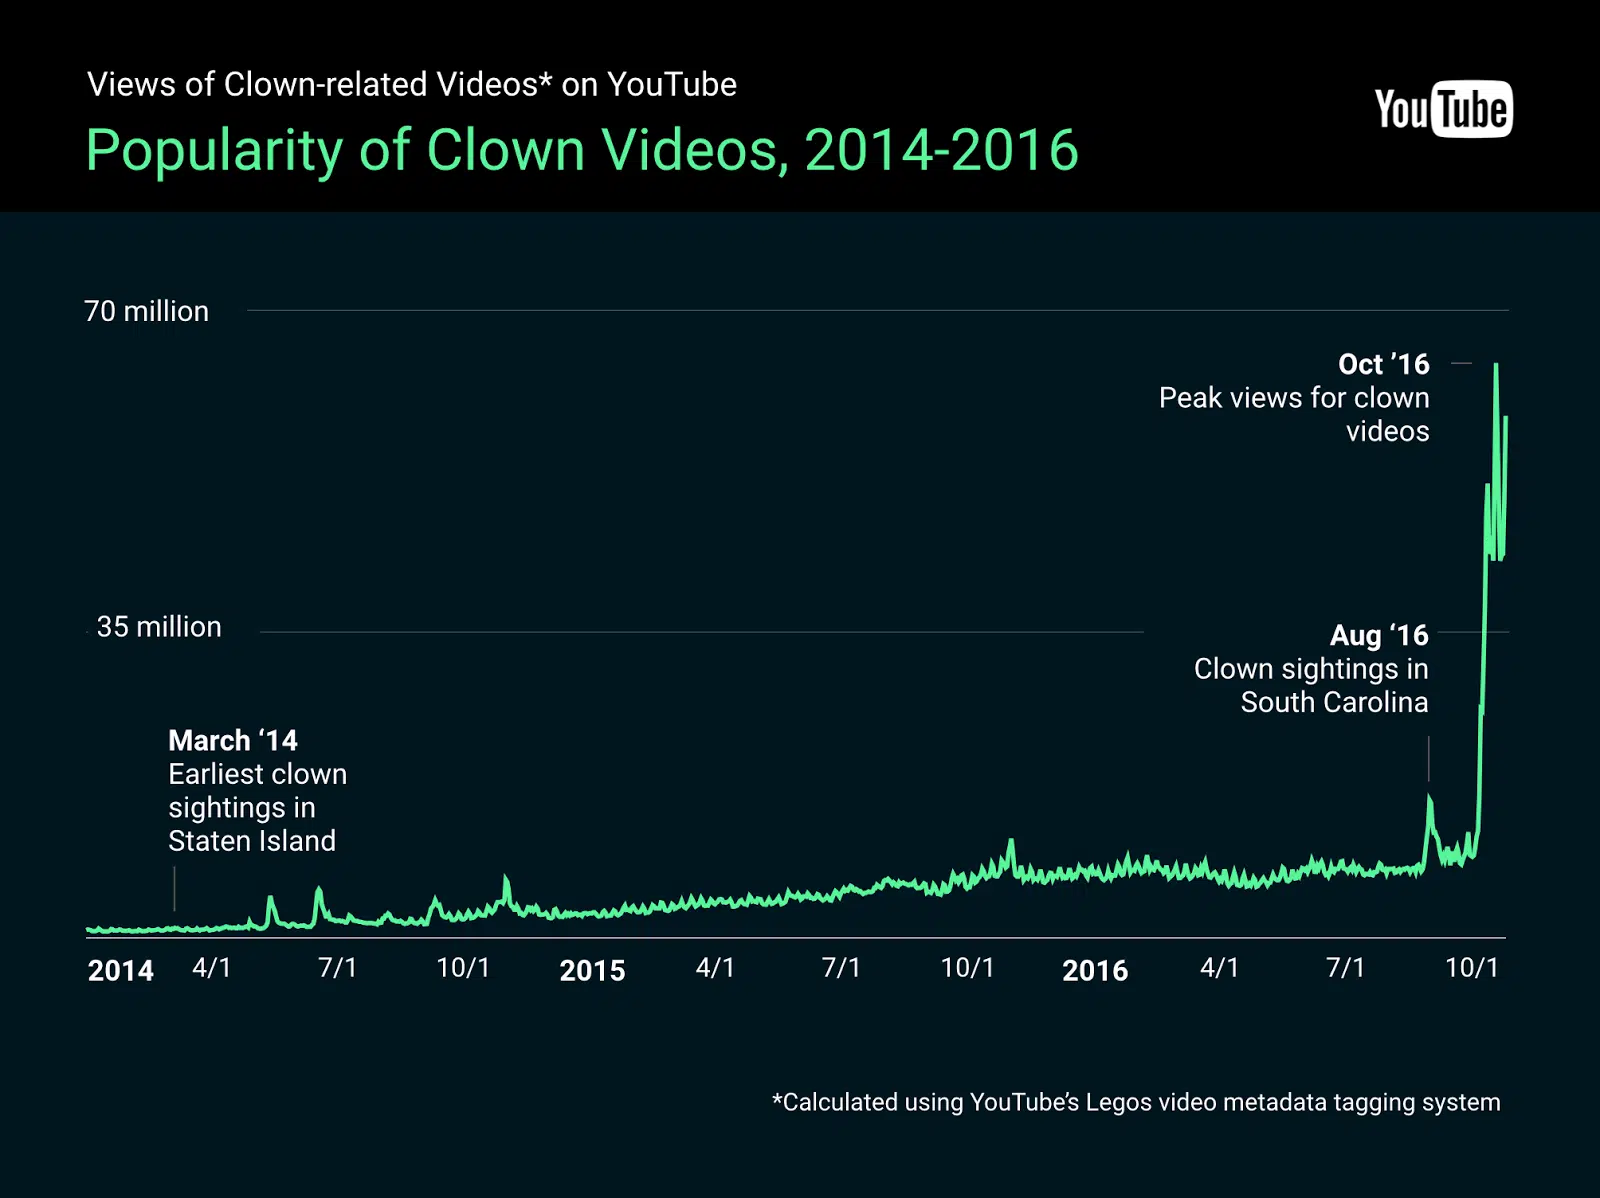 Views of Clown-related Videos* on YouTube
Popularity of Clown Videos, 2014-2016
YouTube
70 million
Oct ’16
Peak views for clown
videos
35 million
Aug ‘16
Clown sightings in
South Carolina
March ‘14
Earliest clown
sightings in
Staten Island
2014 4/1 7/1 10/1 2015 4/1 7/1 10/1 2016 4/1 7/1 10/1
*Calculated using YouTube’s Legos video metadata tagging system